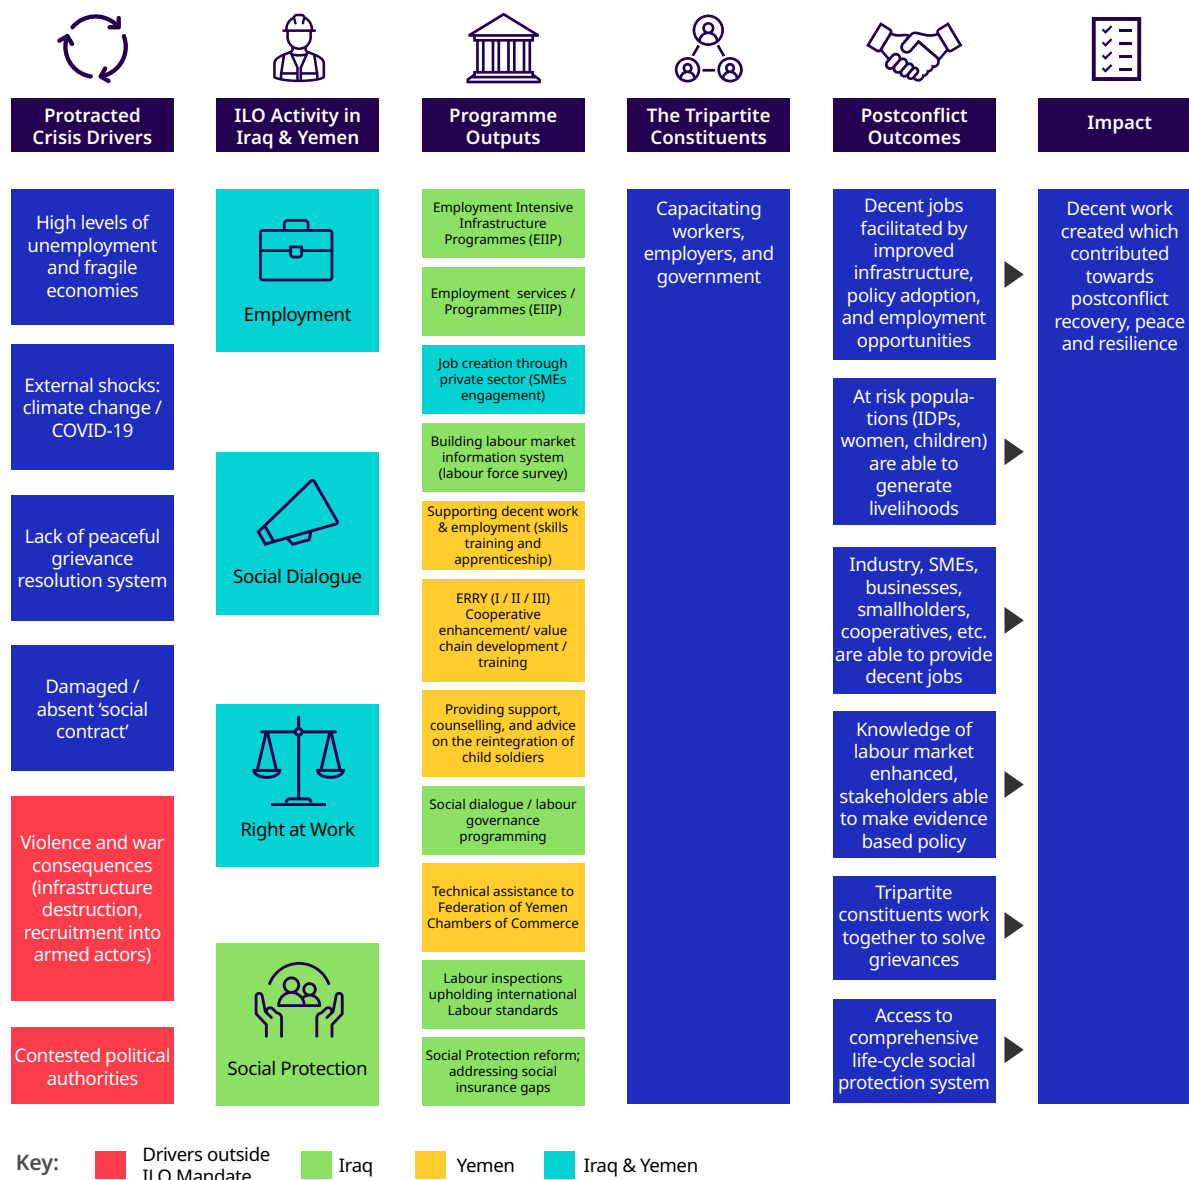 Protracted
Crisis Drivers
ILO Activity in
Iraq & Yemen
Programme
Outputs
The Tripartite
Constituents
Postconflict
Outcomes
Impact
High levels of
unemployment
and fragile
economies
External shocks:
climate change /
COVID-19
Lack of peaceful
grievance
resolution system
Damaged /
absent ‘social
contract’
Violence and war
consequences
(infrastructure
destruction,
recruitment into
armed actors)
Contested political
authorities
Employment
Social Dialogue
Right at Work
Social Protection
Employment Intensive
Infrastructure
Programmes (EIIP)
Employment services /
Programmes (EIIP)
Job creation through
private sector (SMEs
engagement)
Building labour market
information system
(labour force survey)
Supporting decent work
& employment (skills
training and
apprenticeship)
ERRY (I / II / III)
Cooperative
enhancement/ value
chain development /
training
Providing support,
counselling, and advice
on the reintegration of
child soldiers
Social dialogue / labour
governance
programming
Technical assistance to
Federation of Yemen
Chambers of Commerce
Labour inspections
upholding international
Labour standards
Social Protection reform;
addressing social
insurance gaps
Capacitating
workers,
employers, and
government
Decent jobs
facilitated by
improved
infrastructure,
policy adoption,
and employment
opportunities
At risk popula-
tions (IDPs,
women, children)
are able to
generate
livelihoods
Industry, SMEs,
businesses,
smallholders,
cooperatives, etc.
are able to provide
decent jobs
Knowledge of
labour market
enhanced,
stakeholders able
to make evidence
based policy
Tripartite
constituents work
together to solve
grievances
Access to
comprehensive
life-cycle social
protection system
Decent work
created which
contributed
towards
postconflict
recovery, peace
and resilience
Key:
Drivers outside
ILO Mandate
Iraq
Yemen
Iraq & Yemen